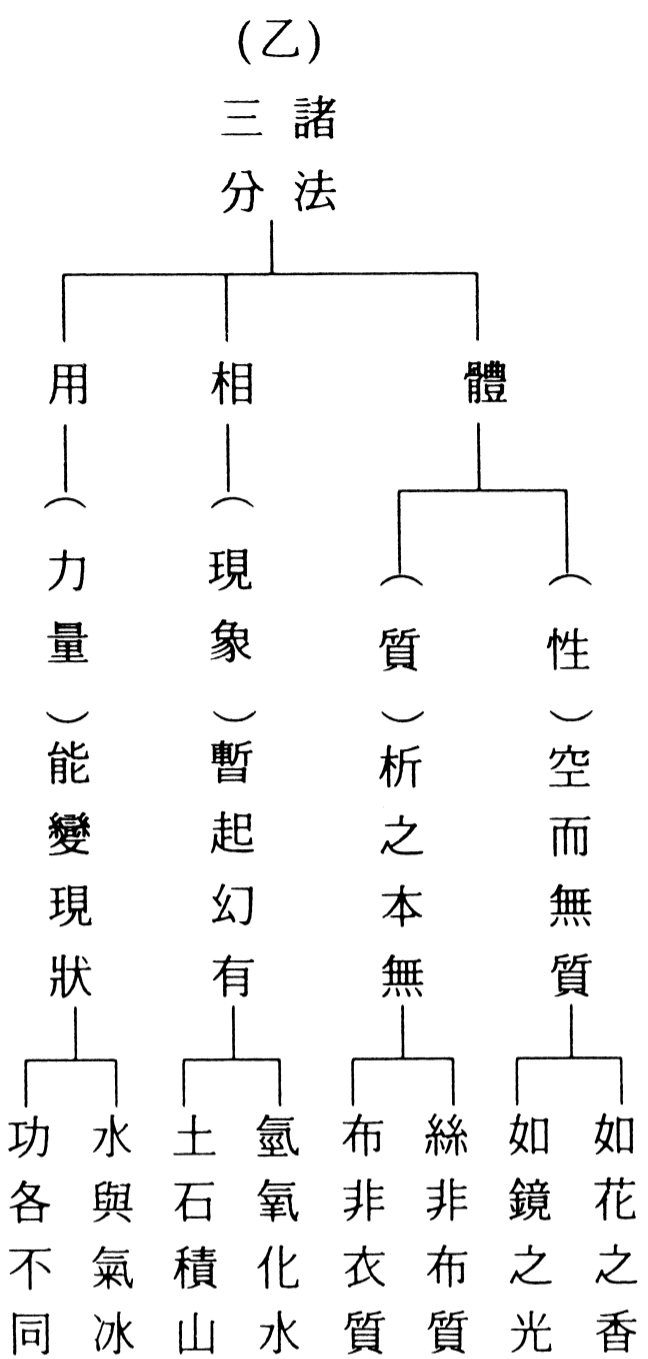 (乙)
諸法
三分
體
(性)空而無質
如花之香
如鏡之光
(質)析之本無
絲非布質
布非衣質
相
(現象)暫起幻有
氫氧化水
土石積山
用
(力量)能變現狀
水與氣冰
功各不同